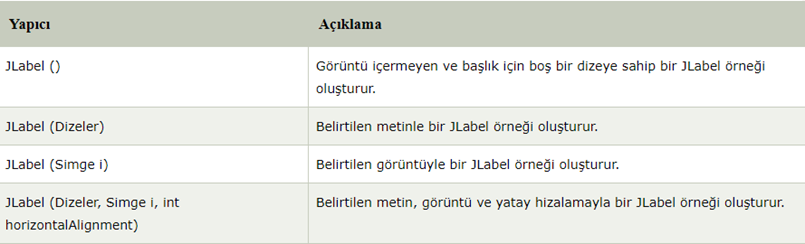 Yapıcı Açıklama
JLabel () Görüntü içermeyen ve başlık için boş bir dizeye sahip bir JLabel örneği
oluşturur.
JLabel (Dizeler) Belirtilen metinle bir JLabel örneği oluşturur.
JLabel (Simge i) Belirtilen görüntüyle bir JLabel örneği oluşturur.
JLabel (Dizeler, Simge i, int Belirtilen metin, görüntü ve yatay hizalamayla bir JLabel örneği oluşturur.
horizontalAlignment)